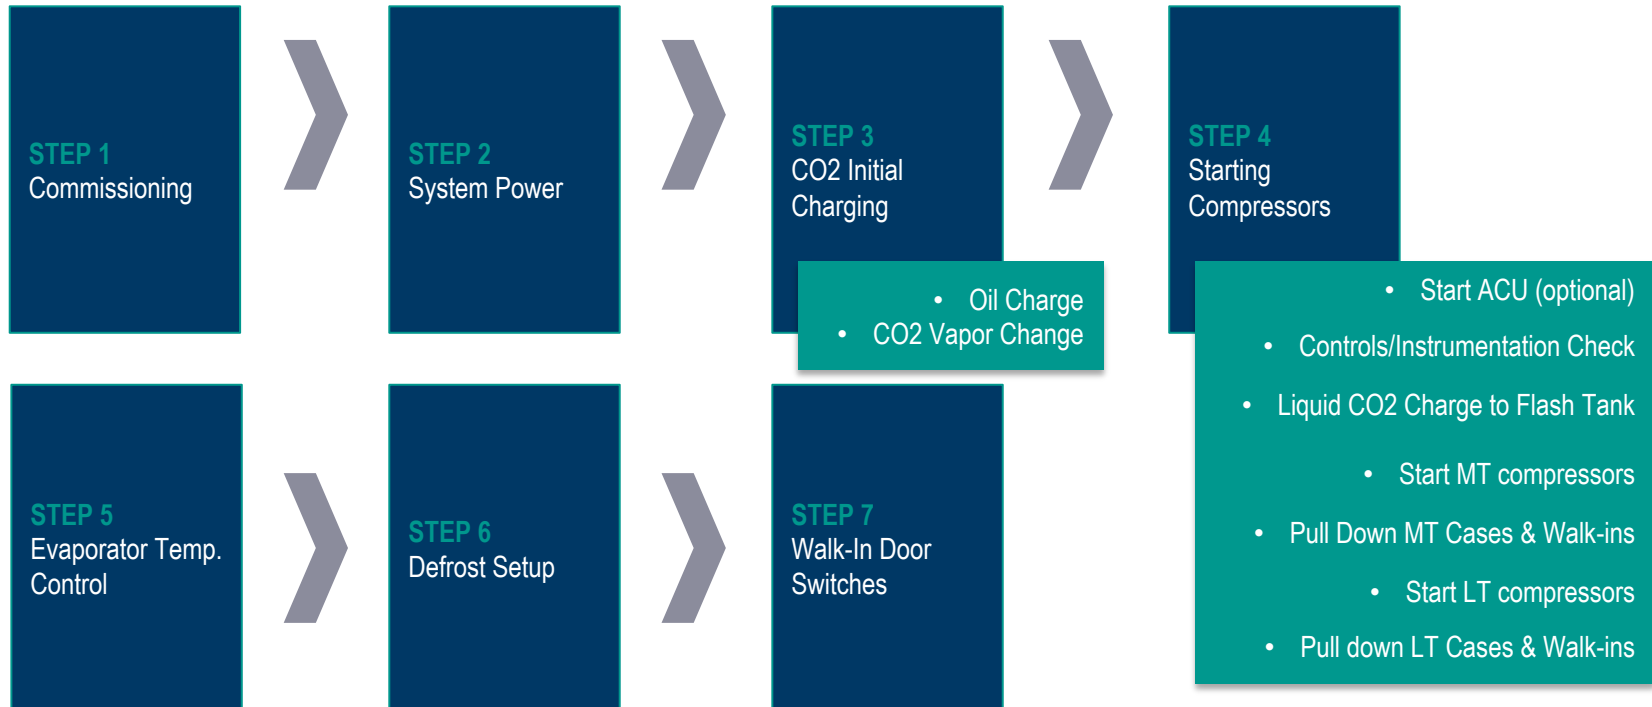 STEP 1
Commissioning
STEP 2
System Power
STEP 3
CO2 Initial
Charging
• Oil Charge
• CO2 Vapor Change
STEP 4
Starting
Compressors
• Start ACU (optional)
• Controls/Instrumentation Check
• Liquid CO2 Charge to Flash Tank
• Start MT compressors
• Pull Down MT Cases & Walk-ins
• Start LT compressors
• Pull down LT Cases & Walk-ins
STEP 5
Evaporator Temp.
Control
STEP 6
Defrost Setup
STEP 7
Walk-In Door
Switches